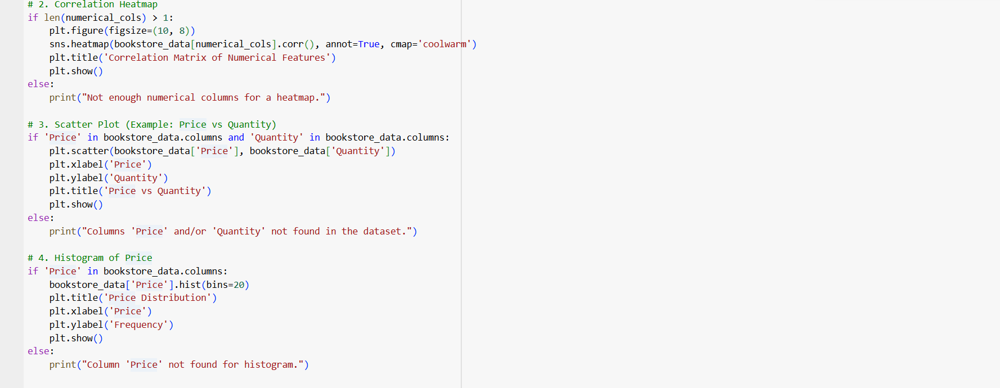 # 2. Correlation Heatmap
if len(numerical_cols) > 1:
    plt.figure(figsize=(10, 8))
    sns.heatmap(bookstore_data[numerical_cols].corr(), annot=True, cmap='coolwarm')
    plt.title('Correlation Matrix of Numerical Features')
    plt.show()
else:
    print("Not enough numerical columns for a heatmap.")

# 3. Scatter Plot (Example: Price vs Quantity)
if 'Price' in bookstore_data.columns and 'Quantity' in bookstore_data.columns:
    plt.scatter(bookstore_data['Price'], bookstore_data['Quantity'])
    plt.xlabel('Price')
    plt.ylabel('Quantity')
    plt.title('Price vs Quantity')
    plt.show()
else:
    print("Columns 'Price' and/or 'Quantity' not found in the dataset.")

# 4. Histogram of Price
if 'Price' in bookstore_data.columns:
    bookstore_data['Price'].hist(bins=20)
    plt.title('Price Distribution')
    plt.xlabel('Price')
    plt.ylabel('Frequency')
    plt.show()
else:
    print("Column 'Price' not found for histogram.")